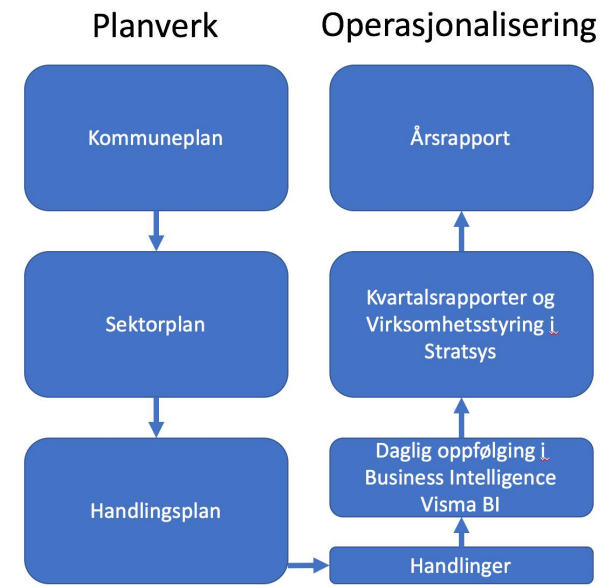 Planverk
Operasjonalisering
Kommuneplan
Årsrapport
Sektorplan
Kvartalsrapporter og
Virksomhetsstyring i
Stratsys
Handlingsplan
Daglig oppfølging i
Business Intelligence
Visma BI
Handlinger